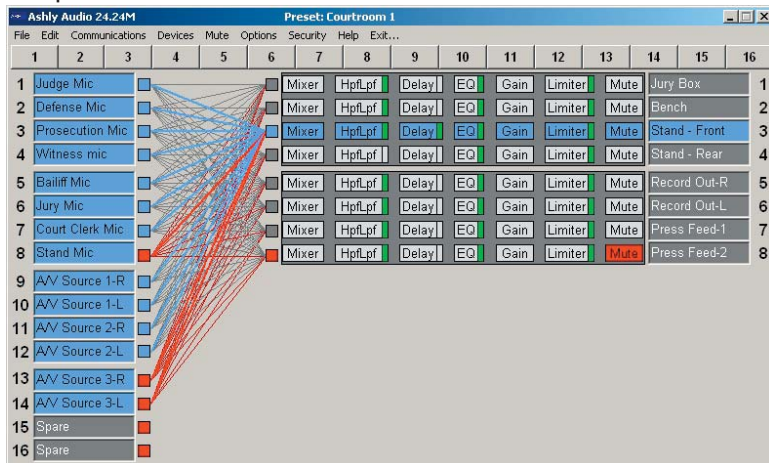 Ashly Audio 24.24M Preset: Courtroom 1
File Edit Communications Devices Mute Options Security Help Exit...
1 2 3 4 5 6 7 8 9 10 11 12 13 14 15 16
1 Judge Mic Mixer HpfLpf Delay EQ Gain Limiter Mute Jury Box 1
2 Defense Mic Mixer HpfLpf Delay EQ Gain Limiter Mute Bench 2
3 Prosecution Mic Mixer HpfLpf Delay EQ Gain Limiter Mute Stand - Front 3
4 Witness mic Mixer HpfLpf Delay EQ Gain Limiter Mute Stand - Rear 4
5 Bailiff Mic Mixer HpfLpf Delay EQ Gain Limiter Mute Record Out-R 5
6 Jury Mic Mixer HpfLpf Delay EQ Gain Limiter Mute Record Out-L 6
7 Court Clerk Mic Mixer HpfLpf Delay EQ Gain Limiter Mute Press Feed-1 7
8 Stand Mic Mixer HpfLpf Delay EQ Gain Limiter Mute Press Feed-2 8
9 A/V Source 1-R
10 A/V Source 1-L
11 A/V Source 2-R
12 A/V Source 2-L
13 A/V Source 3-R
14 A/V Source 3-L
15 Spare
16 Spare